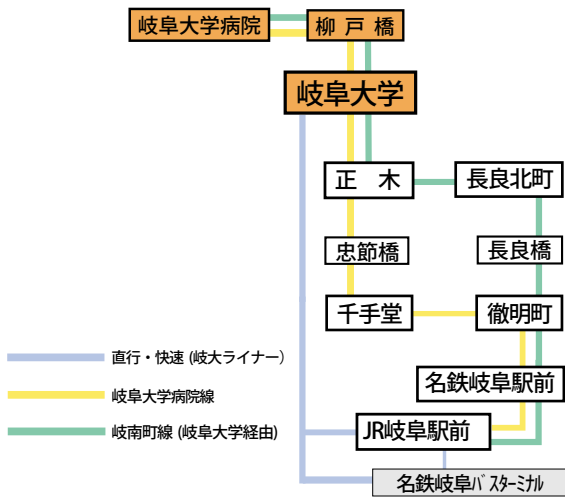 岐阜大学病院
柳戸橋
岐阜大学
正木
長良北町
忠節橋
長良橋
千手堂
徹明町
直行・快速 (岐大ライナー)
岐阜大学病院線
名鉄岐阜駅前
岐南町線 (岐阜大学経由)
JR岐阜駅前
名鉄岐阜ﾊﾞｽﾀｰﾐﾅﾙ